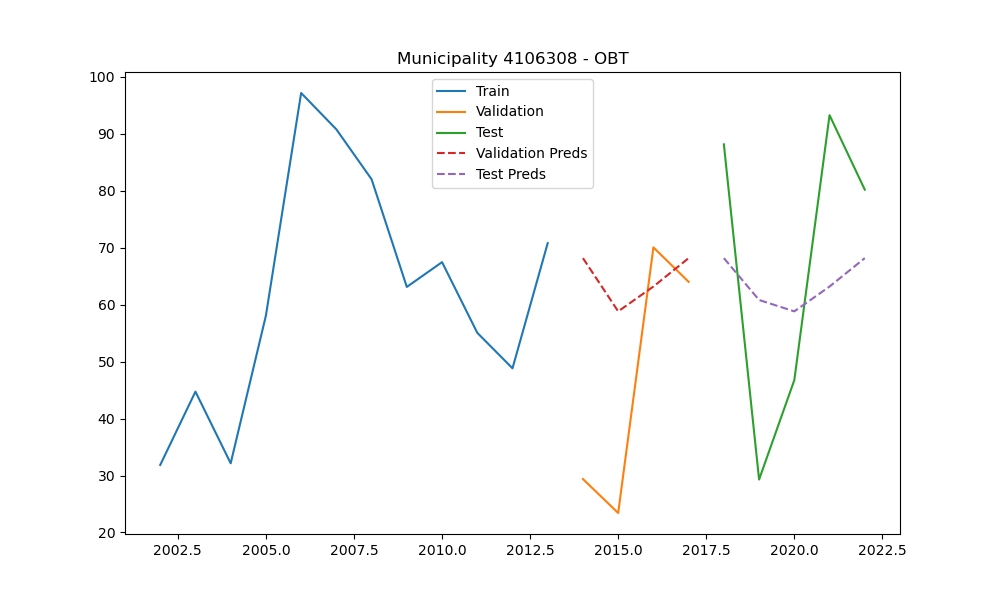 Municipality 4106308 - OBT
Train
Validation
Test
Validation Preds
Test Preds
100
90
80
70
60
50
40
30
20
2002.5 2005.0 2007.5 2010.0 2012.5 2015.0 2017.5 2020.0 2022.5